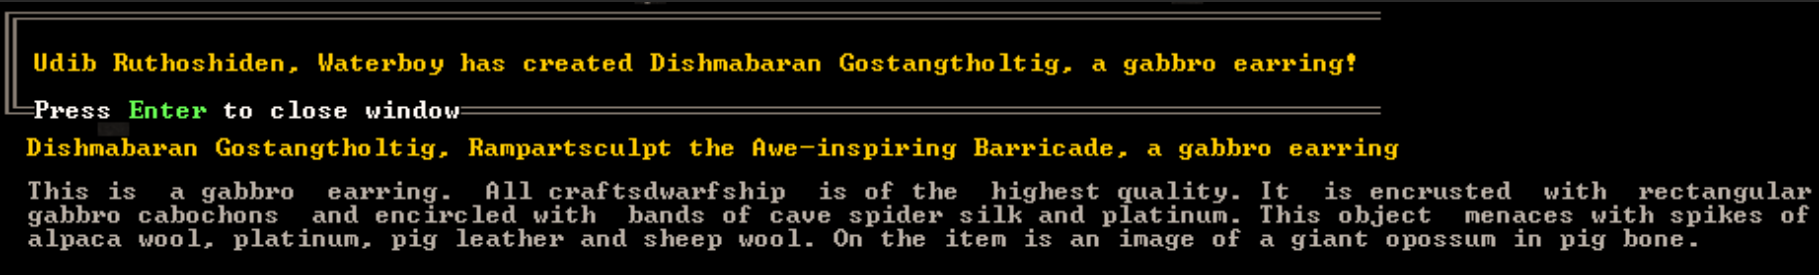 Udib Ruthoshiden, Waterboy has created Dishmabaran Gostangtholtig, a gabbro earring!
Press Enter to close window
Dishmabaran Gostangtholtig, Rampartsculpt the Awe-inspiring Barricade, a gabbro earring
This is a gabbro earring. All craftsdwarfship is of the highest quality. It is encrusted with rectangular
gabbro cabochons and encircled with bands of cave spider silk and platinum. This object menaces with spikes of
alpaca wool, platinum, pig leather and sheep wool. On the item is an image of a giant opossum in pig bone.